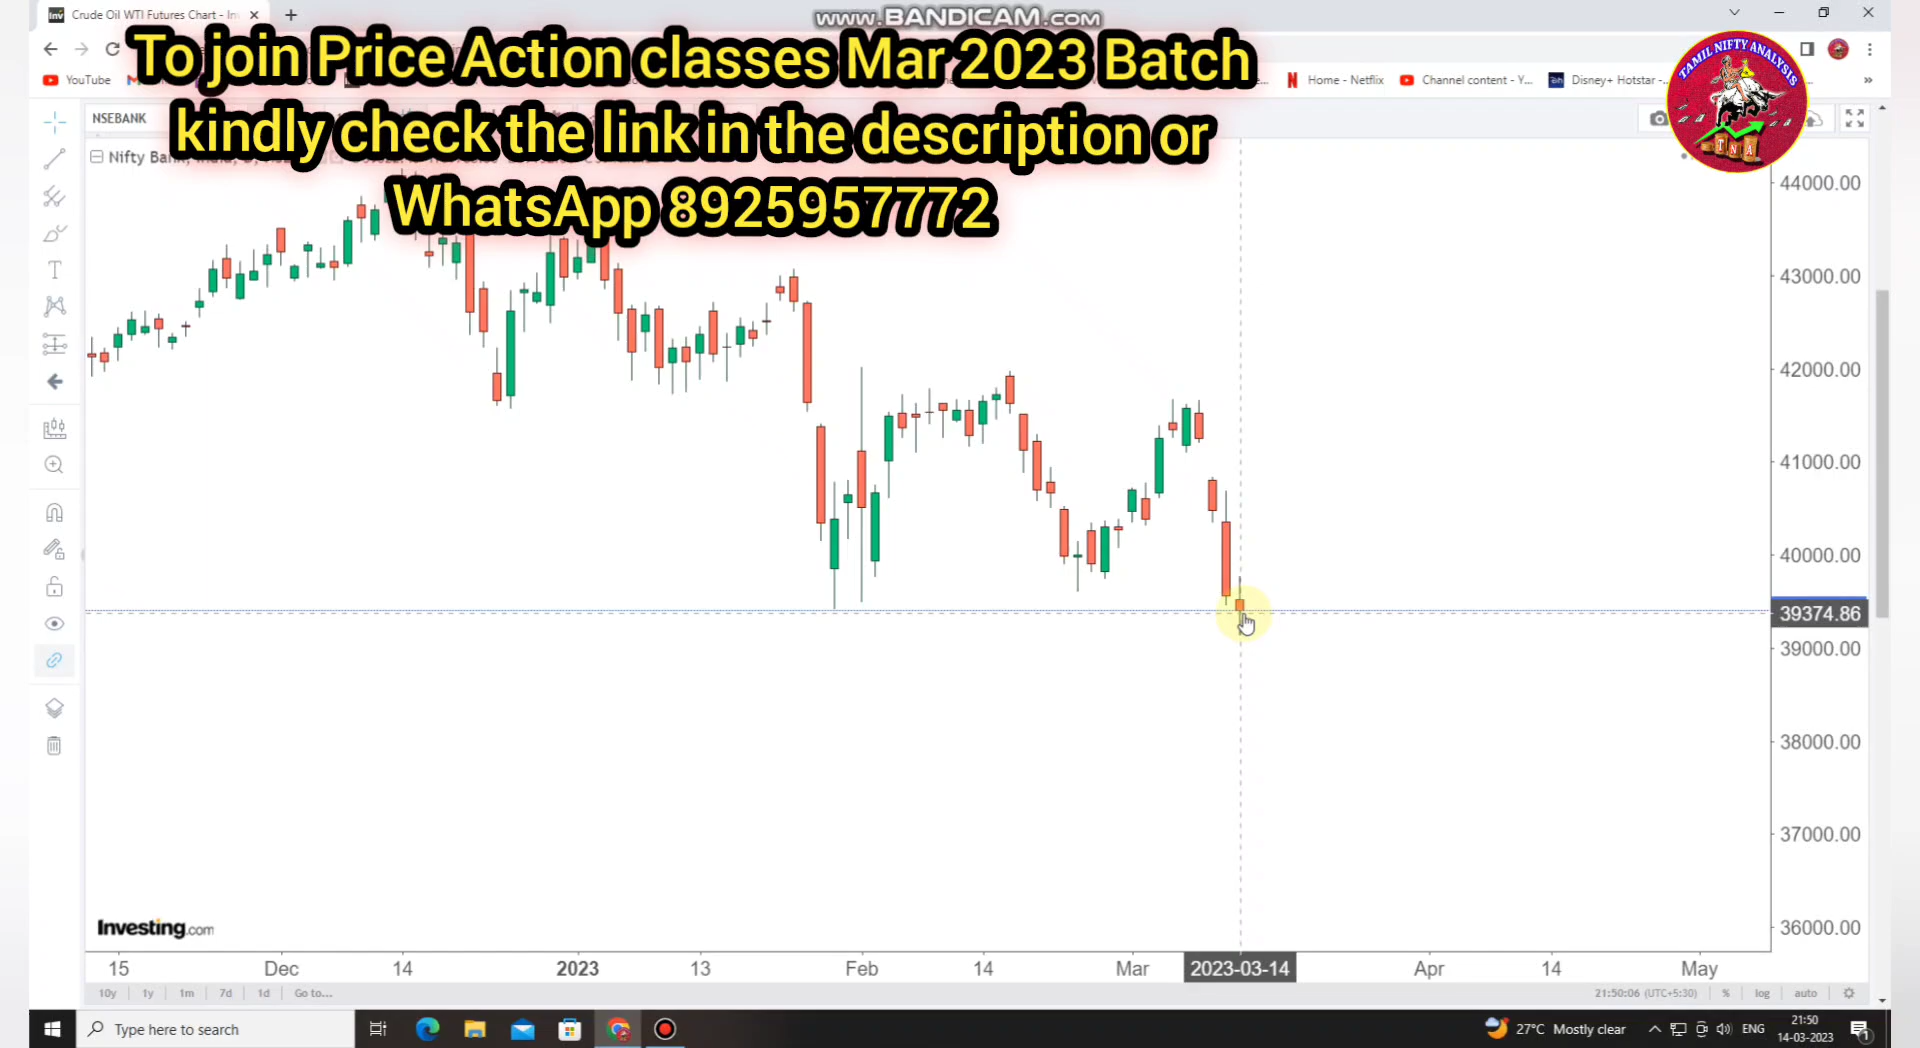 Crude Oil WTI Futures Chart - In
www.BANDICAM.com
To join Price Action classes Mar 2023 Batch
kindly check the link in the description or
WhatsApp 8925957772
TAMIL NIFTY ANALYSIS
TNA
YouTube
Home - Netflix
Channel content - Y...
Disney+ Hotstar -...
NSEBANK
Nifty Bank,
44000.00
43000.00
42000.00
41000.00
40000.00
39374.86
39000.00
38000.00
37000.00
36000.00
Investing.com
15 Dec 14 2023 13 Feb 14 Mar 2023-03-14 Apr 14 May
10y 1y 1m 7d 1d Go to... 21:50:06 (UTC+5:30) % log auto
Type here to search 27°C Mostly clear ENG 21:50
14-03-2023
1